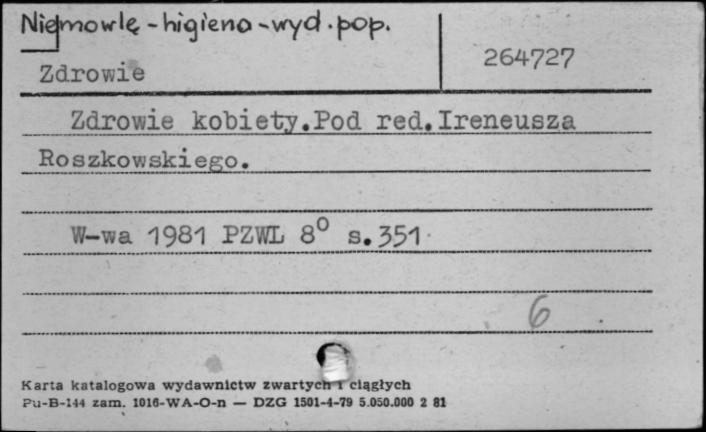 Niemowlę - higiena - wyd. pop.
Zdrowie
264727
Zdrowie kobiety.Pod red.Ireneusza
Roszkowskiego.
W-wa 1981 PZWL 8° s.351
6
Karta katalogowa wydawnictw zwartych i ciągłych
Pu-B-144 zam. 1016-WA-O-n — DZG 1501-4-79 5.050.000 2 81